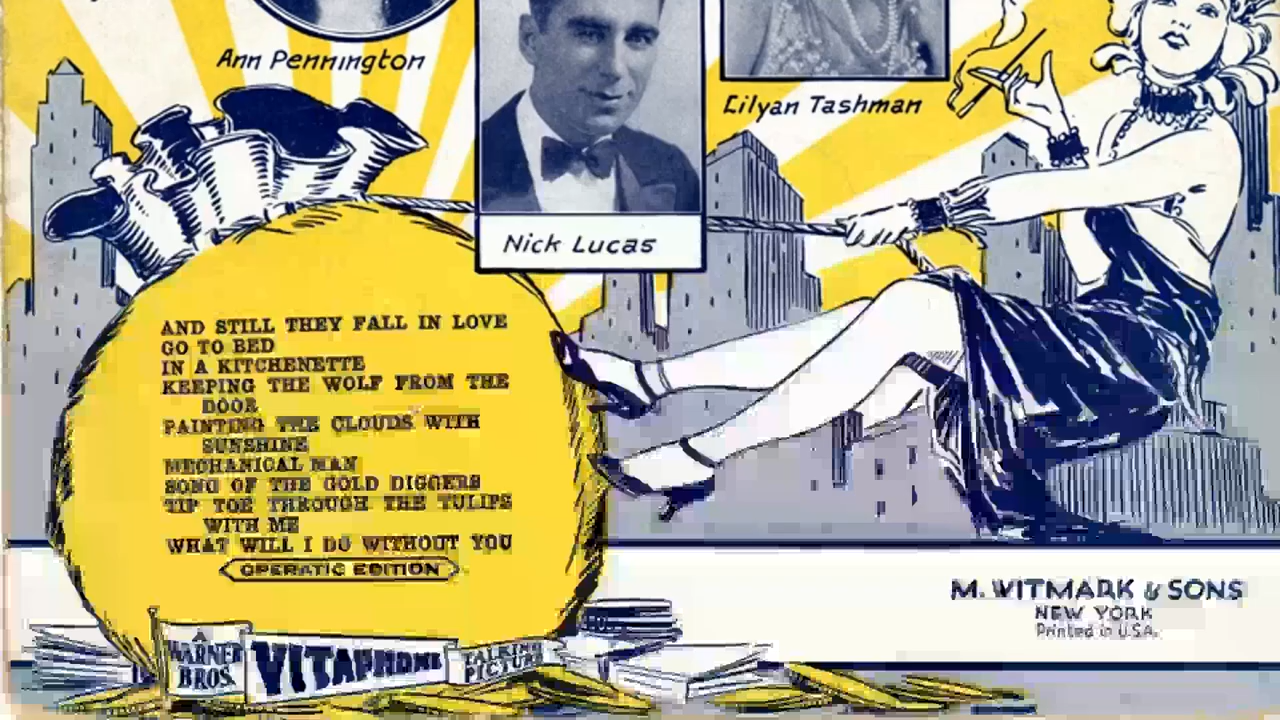 Ann Pennington
Lilyan Tashman
Nick Lucas
AND STILL THEY FALL IN LOVE
GO TO BED
IN A KITCHENETTE
KEEPING THE WOLF FROM THE
DOOR
PAINTING THE CLOUDS WITH
SUNSHINE
MECHANICAL MAN
SONG OF THE GOLD DIGGERS
TIP TOE THROUGH THE TULIPS
WITH ME
WHAT WILL I DO WITHOUT YOU
OPERATIC EDITION
M. WITMARK & SONS
NEW YORK
Printed in U.S.A.
A
WARNER
BROS.
VITAPHONE
TALKING
PICTURE